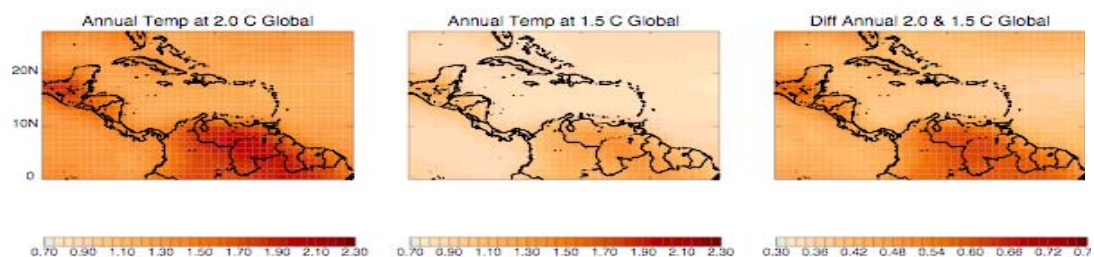 Annual Temp at 2.0 C Global
Annual Temp at 1.5 C Global
Diff Annual 2.0 & 1.5 C Global
20N
10N
0
0.70 0.90 1.10 1.30 1.50 1.70 1.90 2.10 2.30
0.70 0.90 1.10 1.30 1.50 1.70 1.90 2.10 2.30
0.30 0.36 0.42 0.48 0.54 0.60 0.66 0.72 0.7